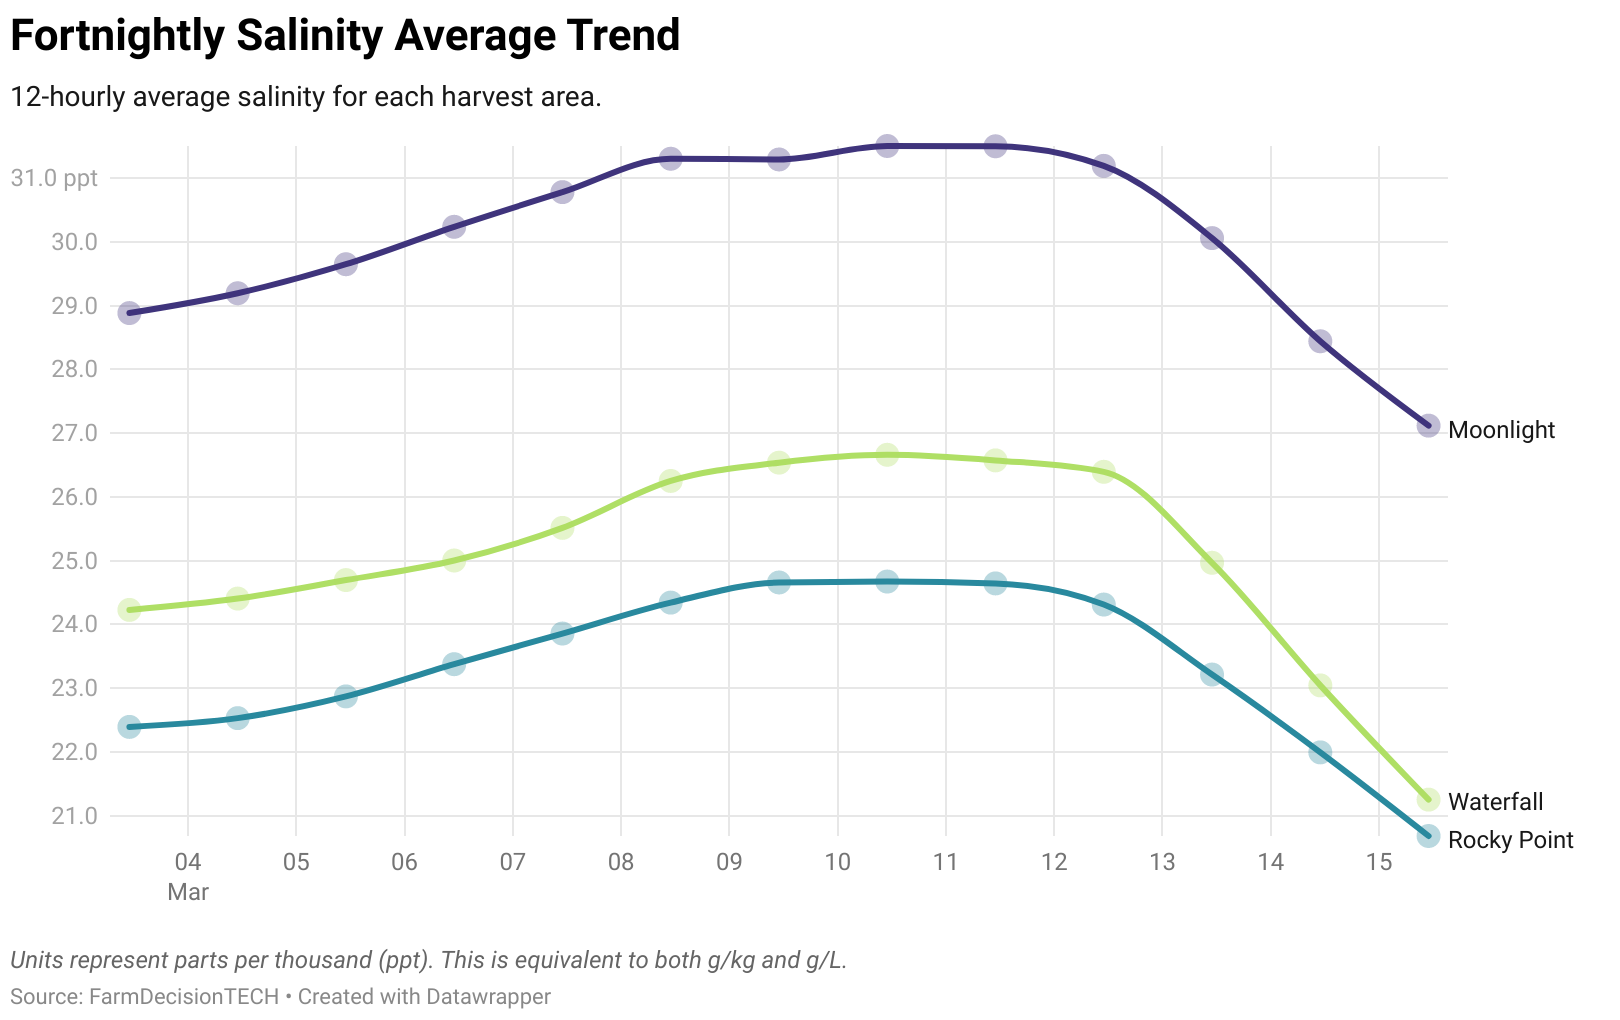 Fortnightly Salinity Average Trend
12-hourly average salinity for each harvest area.
31.0 ppt
30.0
29.0
28.0
27.0
26.0
25.0
24.0
23.0
22.0
21.0
Moonlight
Waterfall
Rocky Point
04 05 06 07 08 09 10 11 12 13 14 15
Mar
Units represent parts per thousand (ppt). This is equivalent to both g/kg and g/L.
Source: FarmDecisionTECH • Created with Datawrapper